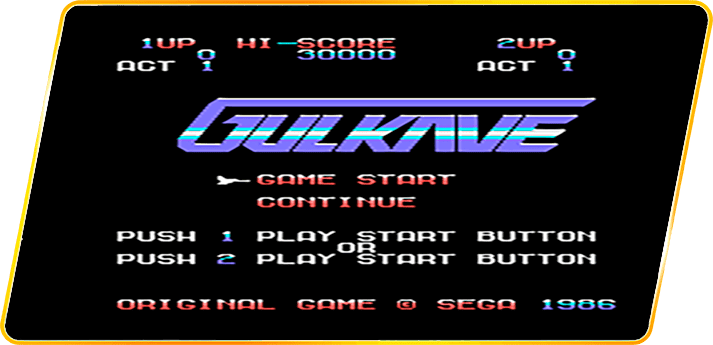 1UP HI-SCORE 2UP
0 30000 0
ACT 1 ACT 1
GULKAVE
GAME START
CONTINUE
PUSH 1 PLAY START BUTTON
OR
PUSH 2 PLAY START BUTTON
ORIGINAL GAME © SEGA 1986